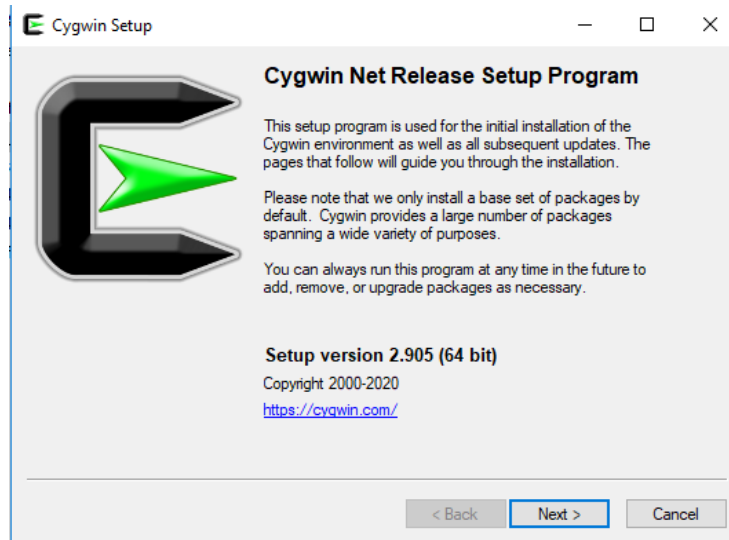 Cygwin Setup
Cygwin Net Release Setup Program
This setup program is used for the initial installation of the
Cygwin environment as well as all subsequent updates. The
pages that follow will guide you through the installation.
Please note that we only install a base set of packages by
default. Cygwin provides a large number of packages
spanning a wide variety of purposes.
You can always run this program at any time in the future to
add, remove, or upgrade packages as necessary.
Setup version 2.905 (64 bit)
Copyright 2000-2020
https://cygwin.com/
< Back Next > Cancel